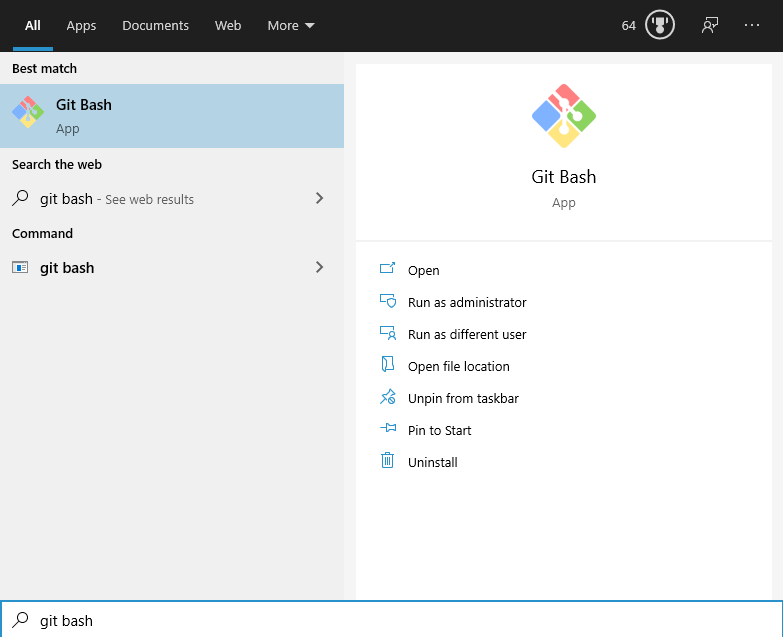 All Apps Documents Web More 64 ...
Best match
Git Bash
App
Search the web
git bash - See web results
Command
git bash
Git Bash
App
Open
Run as administrator
Run as different user
Open file location
Unpin from taskbar
Pin to Start
Uninstall
git bash